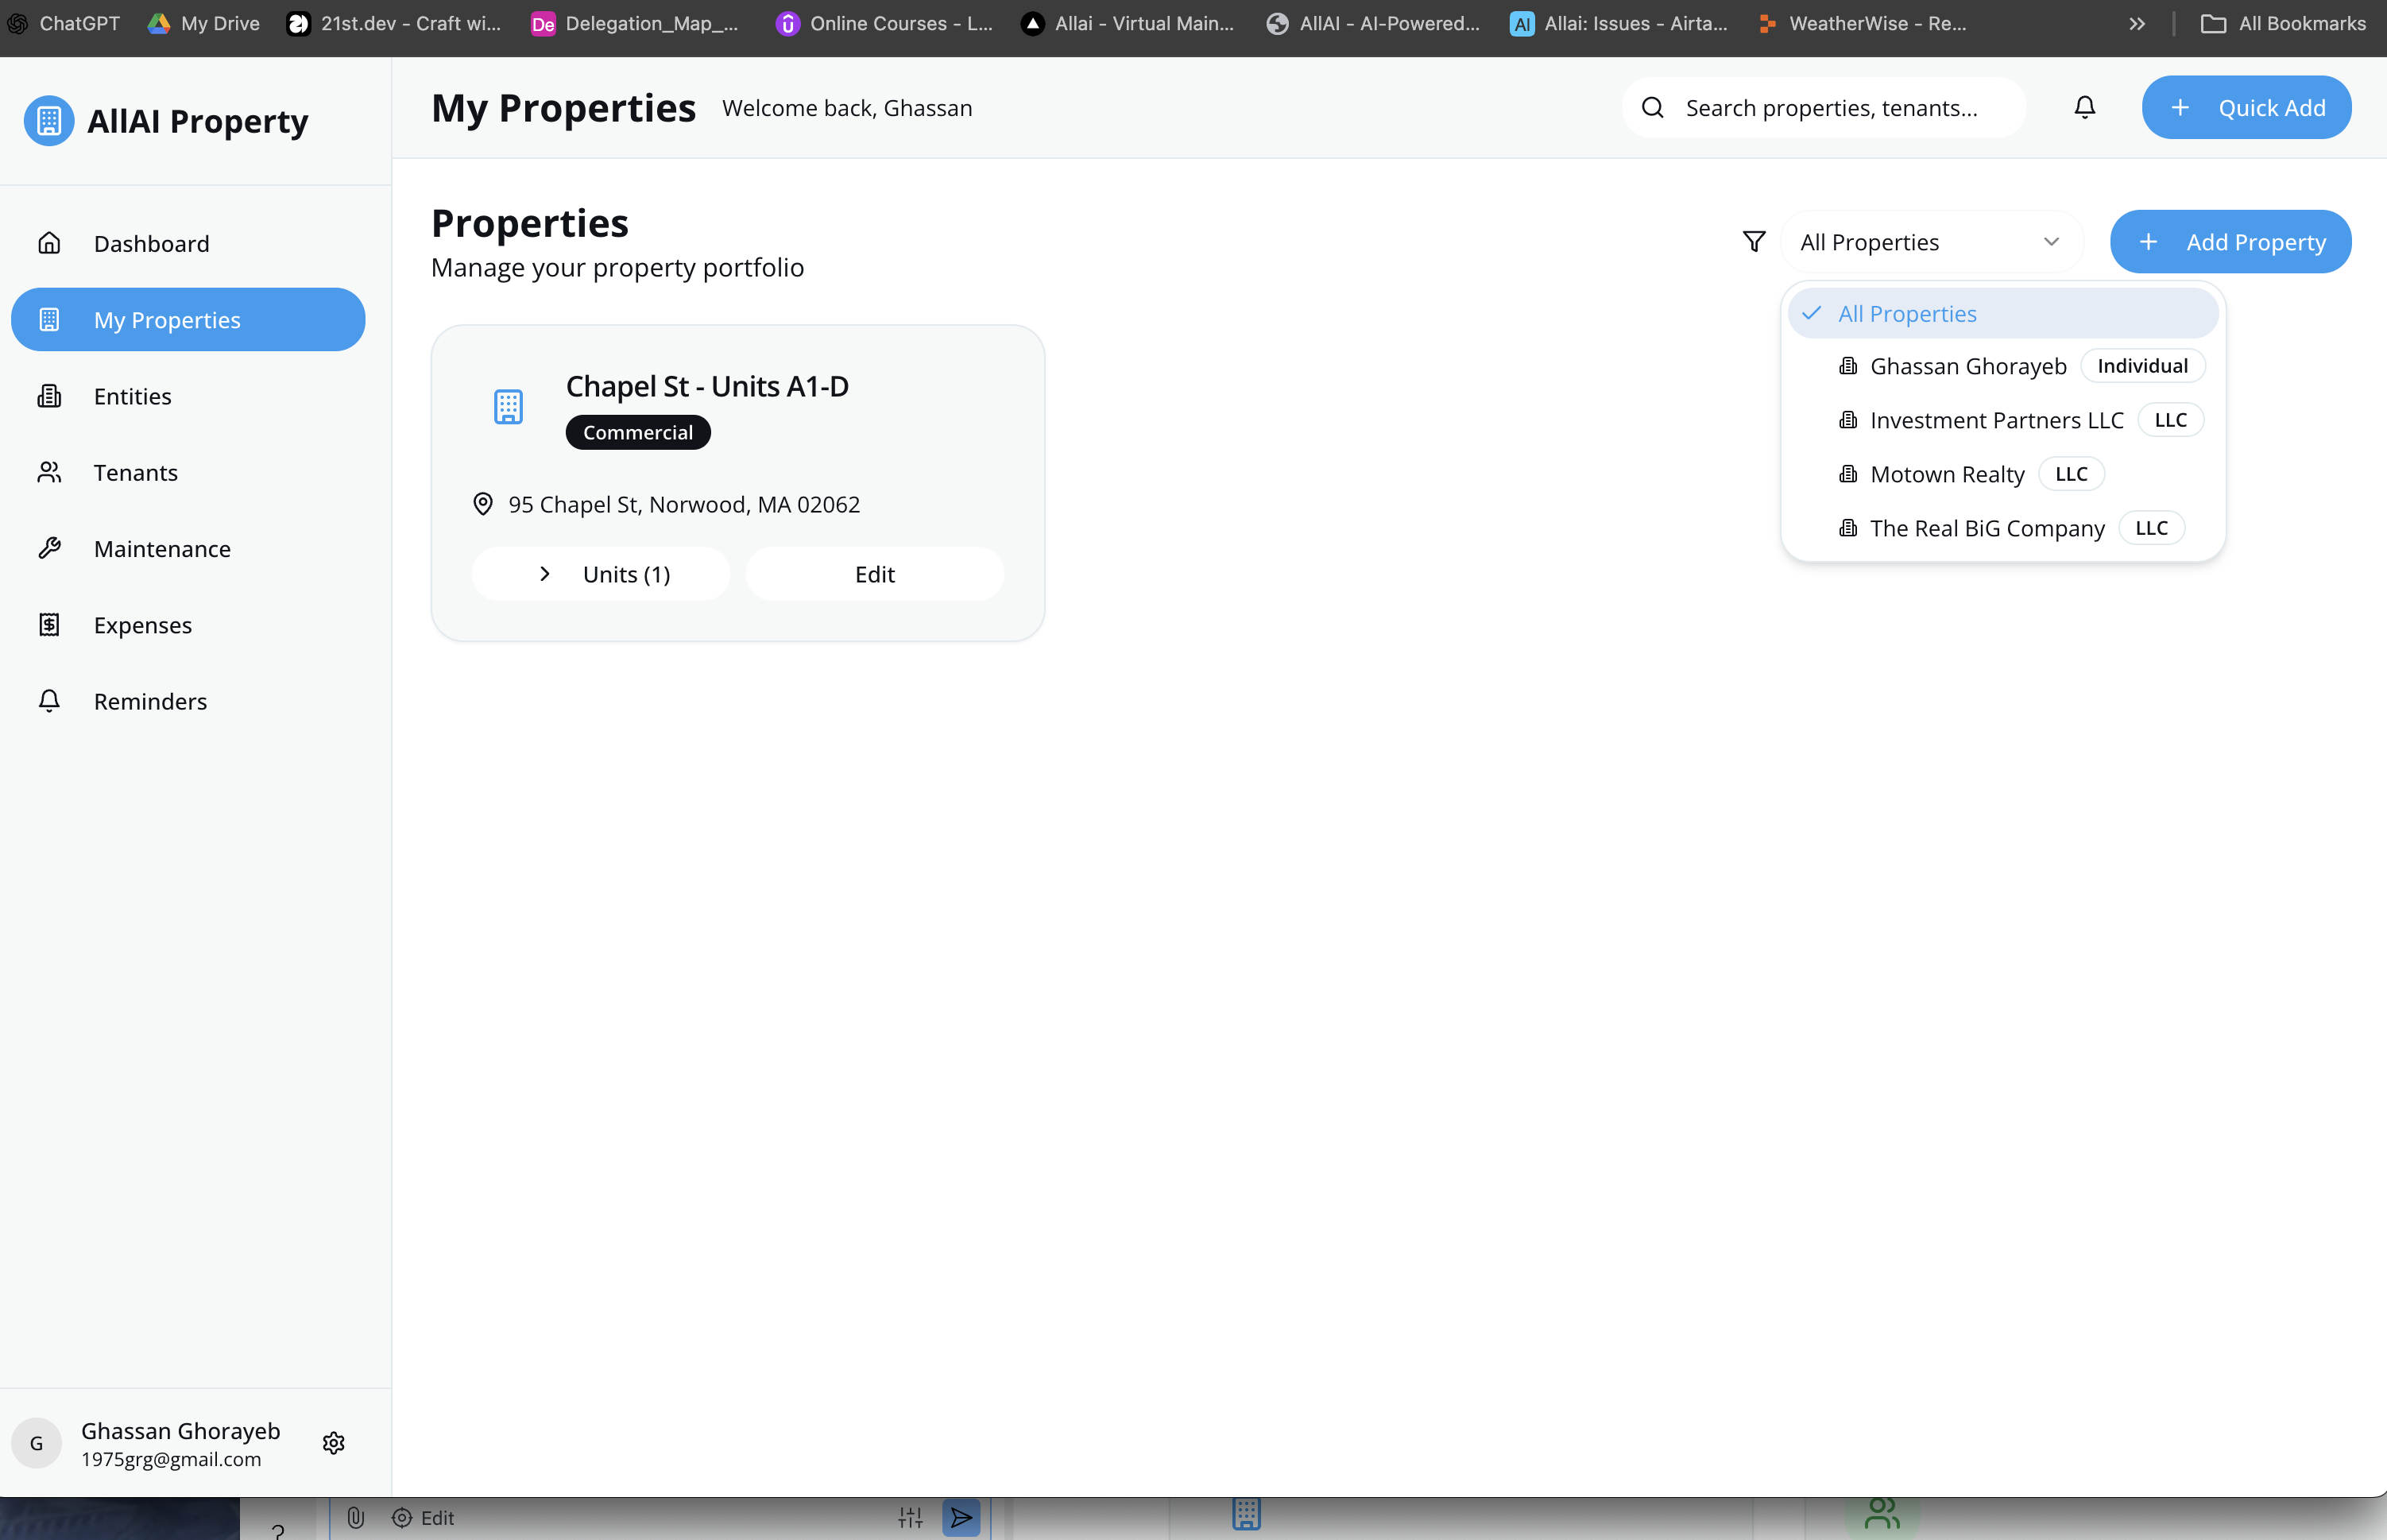 ChatGPT My Drive 21st.dev - Craft wi... De Delegation_Map_-... Online Courses - L... Allai - Virtual Main... AllAI - AI-Powered... AI Allai: Issues - Airta... WeatherWise - Re... All Bookmarks
AllAI Property
My Properties Welcome back, Ghassan Search properties, tenants... Quick Add
Dashboard
My Properties
Entities
Tenants
Maintenance
Expenses
Reminders
Properties
Manage your property portfolio
All Properties
Add Property
All Properties
Ghassan Ghorayeb Individual
Investment Partners LLC LLC
Motown Realty LLC
The Real BiG Company LLC
Chapel St - Units A1-D
Commercial
95 Chapel St, Norwood, MA 02062
Units (1) Edit
G
Ghassan Ghorayeb
1975grg@gmail.com
? Edit